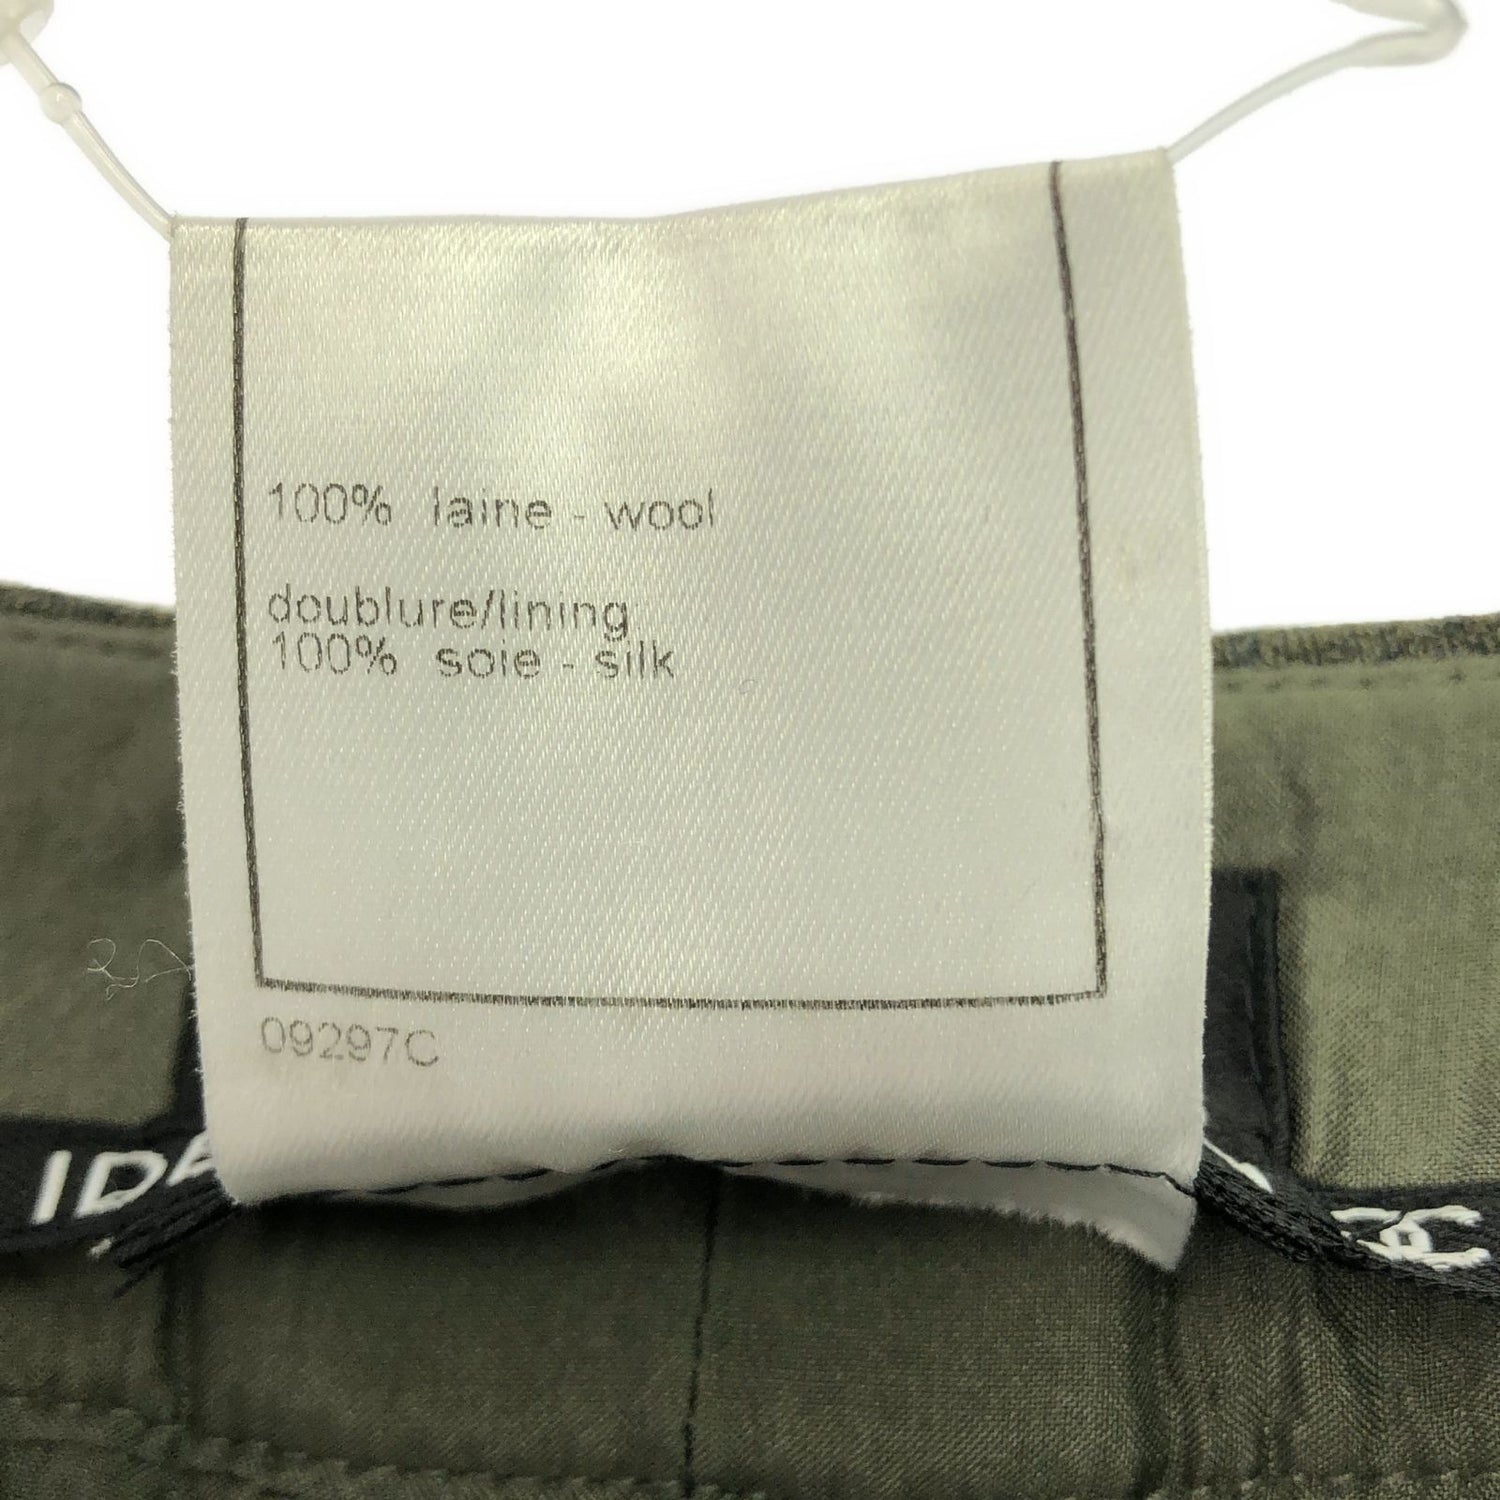 100% laine - wool
doublure/lining
100% soie - silk
09297C